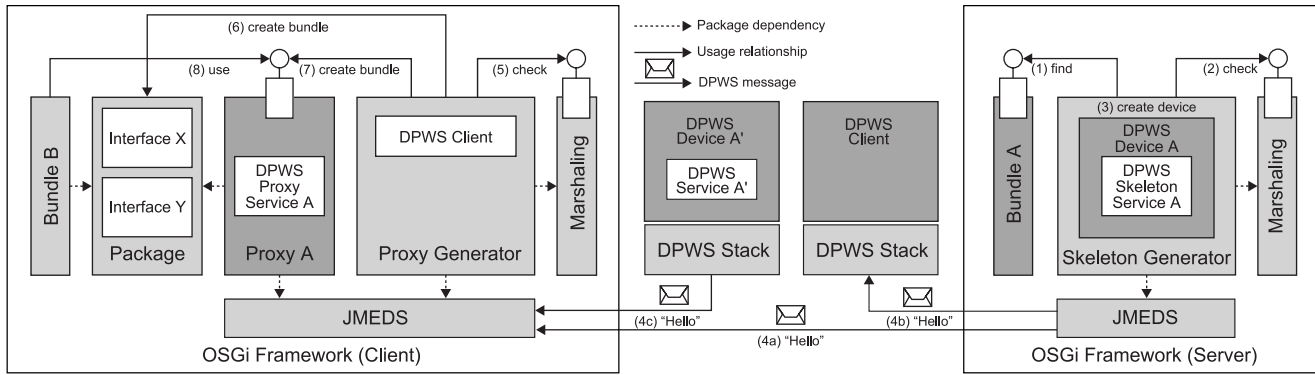 (6) create bundle
Package dependency
Usage relationship
DPWS message
(8) use
(7) create bundle
(5) check
(1) find
(2) check
Bundle B
Interface X
Interface Y
Package
DPWS
Proxy
Service A
Proxy A
DPWS Client
Proxy Generator
Marshaling
DPWS
Device A'
DPWS
Service A'
DPWS Stack
DPWS
Client
DPWS Stack
Bundle A
(3) create device
DPWS
Device A
DPWS
Skeleton
Service A
Skeleton Generator
Marshaling
JMEDS
(4c) “Hello”
(4b) “Hello”
(4a) “Hello”
JMEDS
OSGi Framework (Client)
OSGi Framework (Server)